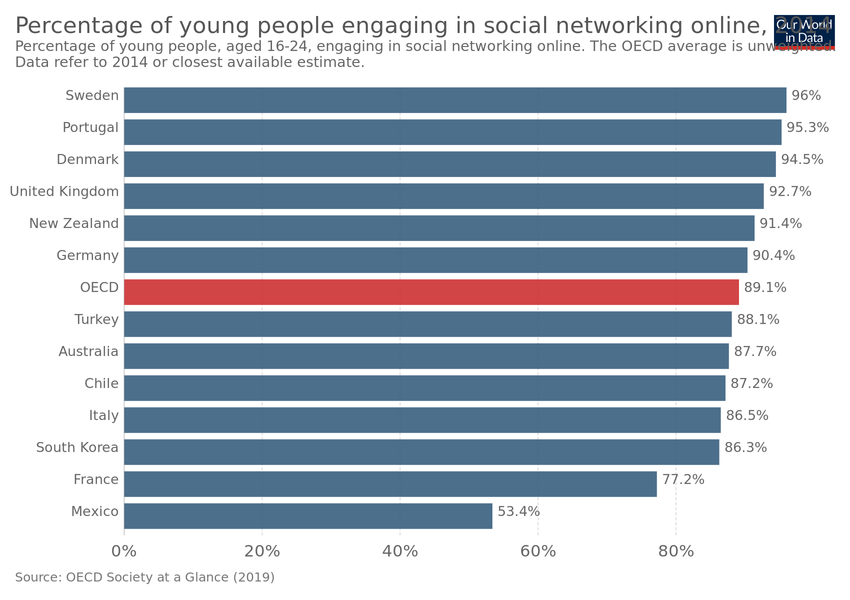 Percentage of young people engaging in social networking online, 2014
Our World
in Data
Percentage of young people, aged 16-24, engaging in social networking online. The OECD average is unweighted.
Data refer to 2014 or closest available estimate.
Sweden 96%
Portugal 95.3%
Denmark 94.5%
United Kingdom 92.7%
New Zealand 91.4%
Germany 90.4%
OECD 89.1%
Turkey 88.1%
Australia 87.7%
Chile 87.2%
Italy 86.5%
South Korea 86.3%
France 77.2%
Mexico 53.4%
0% 20% 40% 60% 80%
Source: OECD Society at a Glance (2019)